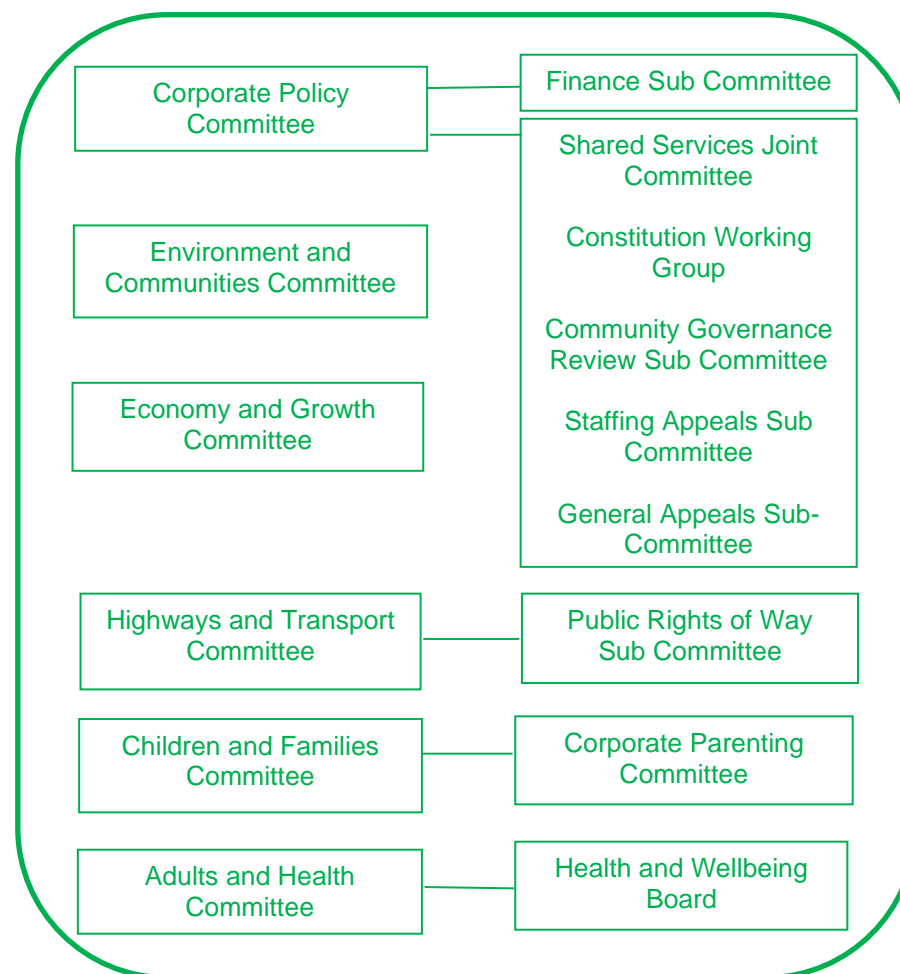 Corporate Policy
Committee
Finance Sub Committee
Shared Services Joint
Committee
Constitution Working
Group
Community Governance
Review Sub Committee
Staffing Appeals Sub
Committee
General Appeals Sub-
Committee
Environment and
Communities Committee
Economy and Growth
Committee
Highways and Transport
Committee
Public Rights of Way
Sub Committee
Children and Families
Committee
Corporate Parenting
Committee
Adults and Health
Committee
Health and Wellbeing
Board